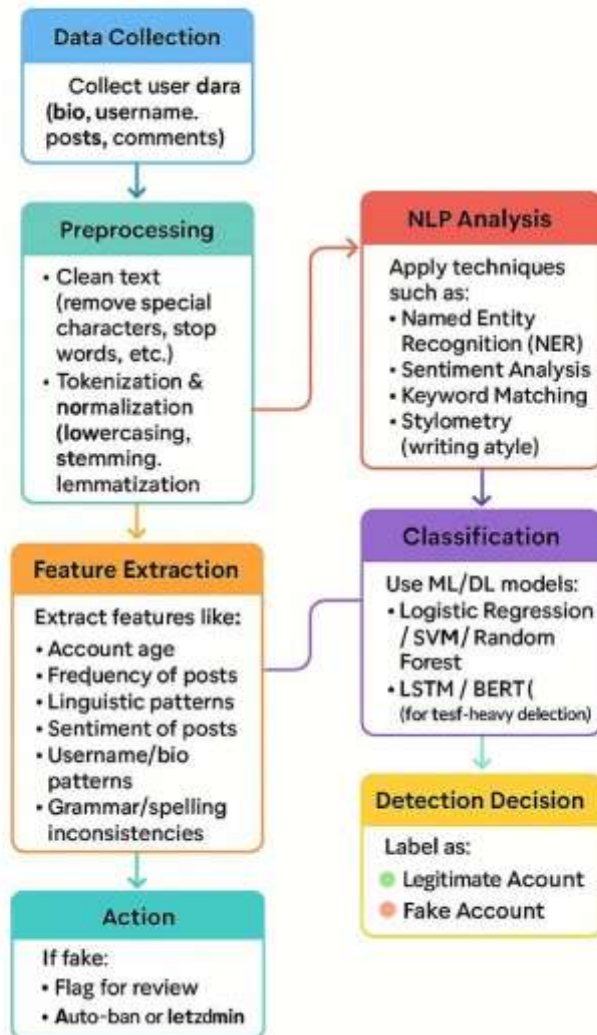 Data Collection
Collect user dara
(bio, username.
posts, comments)
Preprocessing
• Clean text
(remove special
characters, stop
words, etc.)
• Tokenization &
normalization
(lowercasing,
stemming.
lemmatization
Feature Extraction
Extract features like:
• Account age
• Frequency of posts
• Linguistic patterns
• Sentiment of posts
• Username/bio
patterns
• Grammar/spelling
inconsistencies
Action
If fake:
• Flag for review
• Auto-ban or letzdmin
NLP Analysis
Apply techniques
such as:
• Named Entity
Recognition (NER)
• Sentiment Analysis
• Keyword Matching
• Stylometry
(writing atyle)
Classification
Use ML/DL models:
• Logistic Regression
/ SVM/ Random
Forest
• LSTM / BERT(
(for tesf-heavy delection)
Detection Decision
Label as:
Legitimate Acount
Fake Account